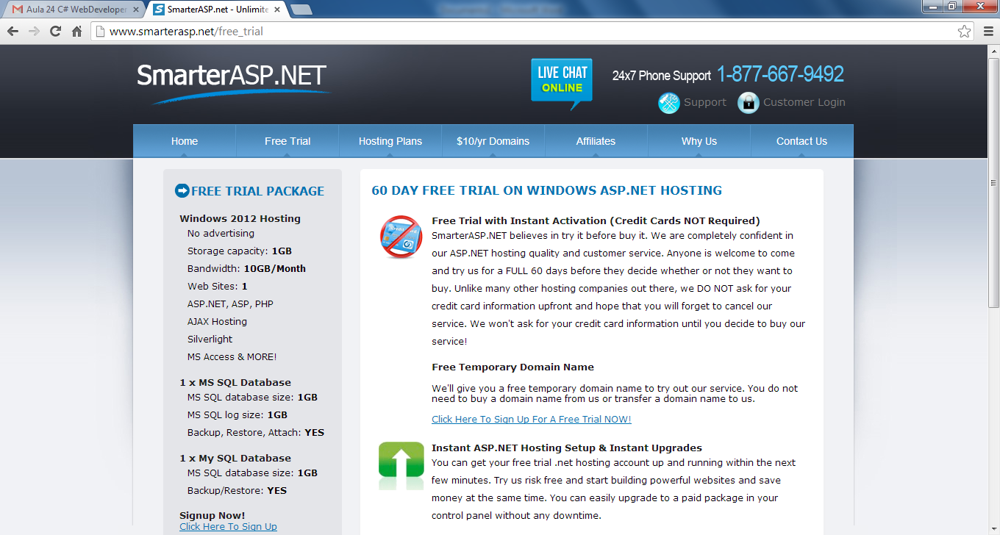 Aula 24 C# WebDeveloper
SmarterASP.net - Unlimite
www.smarterasp.net/free_trial
SmarterASP.NET
LIVE CHAT
ONLINE
24x7 Phone Support 1-877-667-9492
Support
Customer Login
Home
Free Trial
Hosting Plans
$10/yr Domains
Affiliates
Why Us
Contact Us
FREE TRIAL PACKAGE
Windows 2012 Hosting
No advertising
Storage capacity: 1GB
Bandwidth: 10GB/Month
Web Sites: 1
ASP.NET, ASP, PHP
AJAX Hosting
Silverlight
MS Access & MORE!
1 x MS SQL Database
MS SQL database size: 1GB
MS SQL log size: 1GB
Backup, Restore, Attach: YES
1 x My SQL Database
MS SQL database size: 1GB
Backup/Restore: YES
Signup Now!
Click Here To Sign Up
60 DAY FREE TRIAL ON WINDOWS ASP.NET HOSTING
Free Trial with Instant Activation (Credit Cards NOT Required)
SmarterASP.NET believes in try it before buy it. We are completely confident in
our ASP.NET hosting quality and customer service. Anyone is welcome to come
and try us for a FULL 60 days before they decide whether or not they want to
buy. Unlike many other hosting companies out there, we DO NOT ask for your
credit card information upfront and hope that you will forget to cancel our
service. We won't ask for your credit card information until you decide to buy our
service!
Free Temporary Domain Name
We'll give you a free temporary domain name to try out our service. You do not
need to buy a domain name from us or transfer a domain name to us.
Click Here To Sign Up For A Free Trial NOW!
Instant ASP.NET Hosting Setup & Instant Upgrades
You can get your free trial .net hosting account up and running within the next
few minutes. Try us risk free and start building powerful websites and save
money at the same time. You can easily upgrade to a paid package in your
control panel without any downtime.